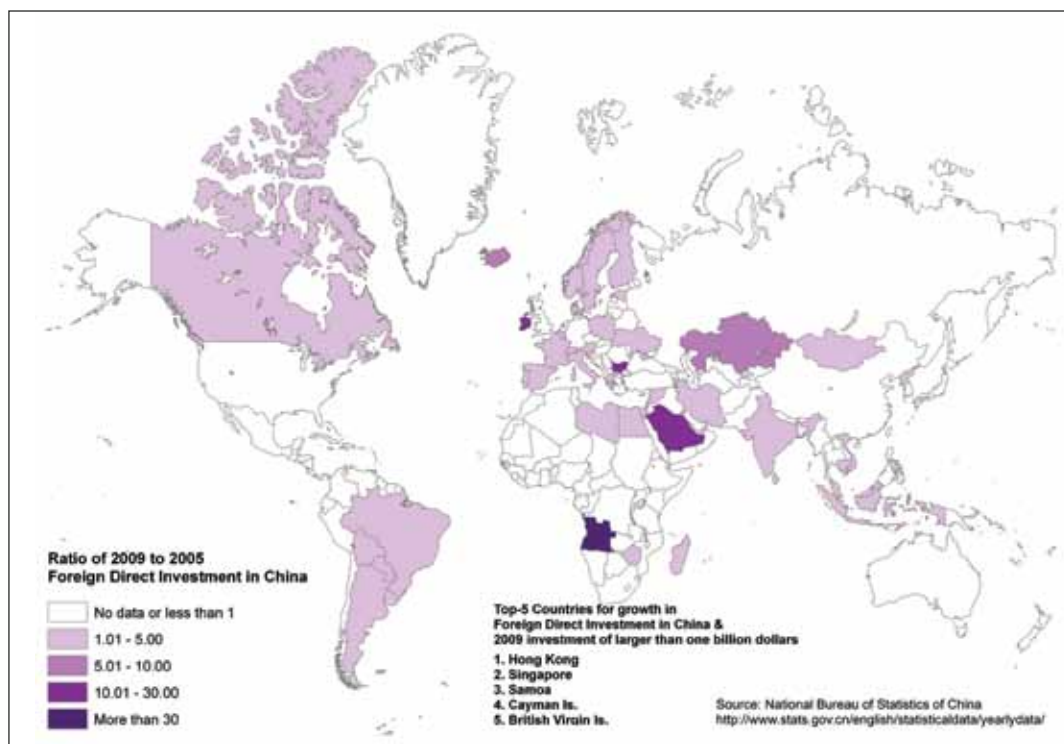 Ratio of 2009 to 2005
Foreign Direct Investment in China
No data or less than 1
1.01 - 5.00
5.01 - 10.00
10.01 - 30.00
More than 30
Top-5 Countries for growth in
Foreign Direct Investment in China &
2009 investment of larger than one billion dollars
1. Hong Kong
2. Singapore
3. Samoa
4. Cayman Is.
5. British Virgin Is.
Source: National Bureau of Statistics of China
http://www.stats.gov.cn/english/statisticaldata/yearlydata/